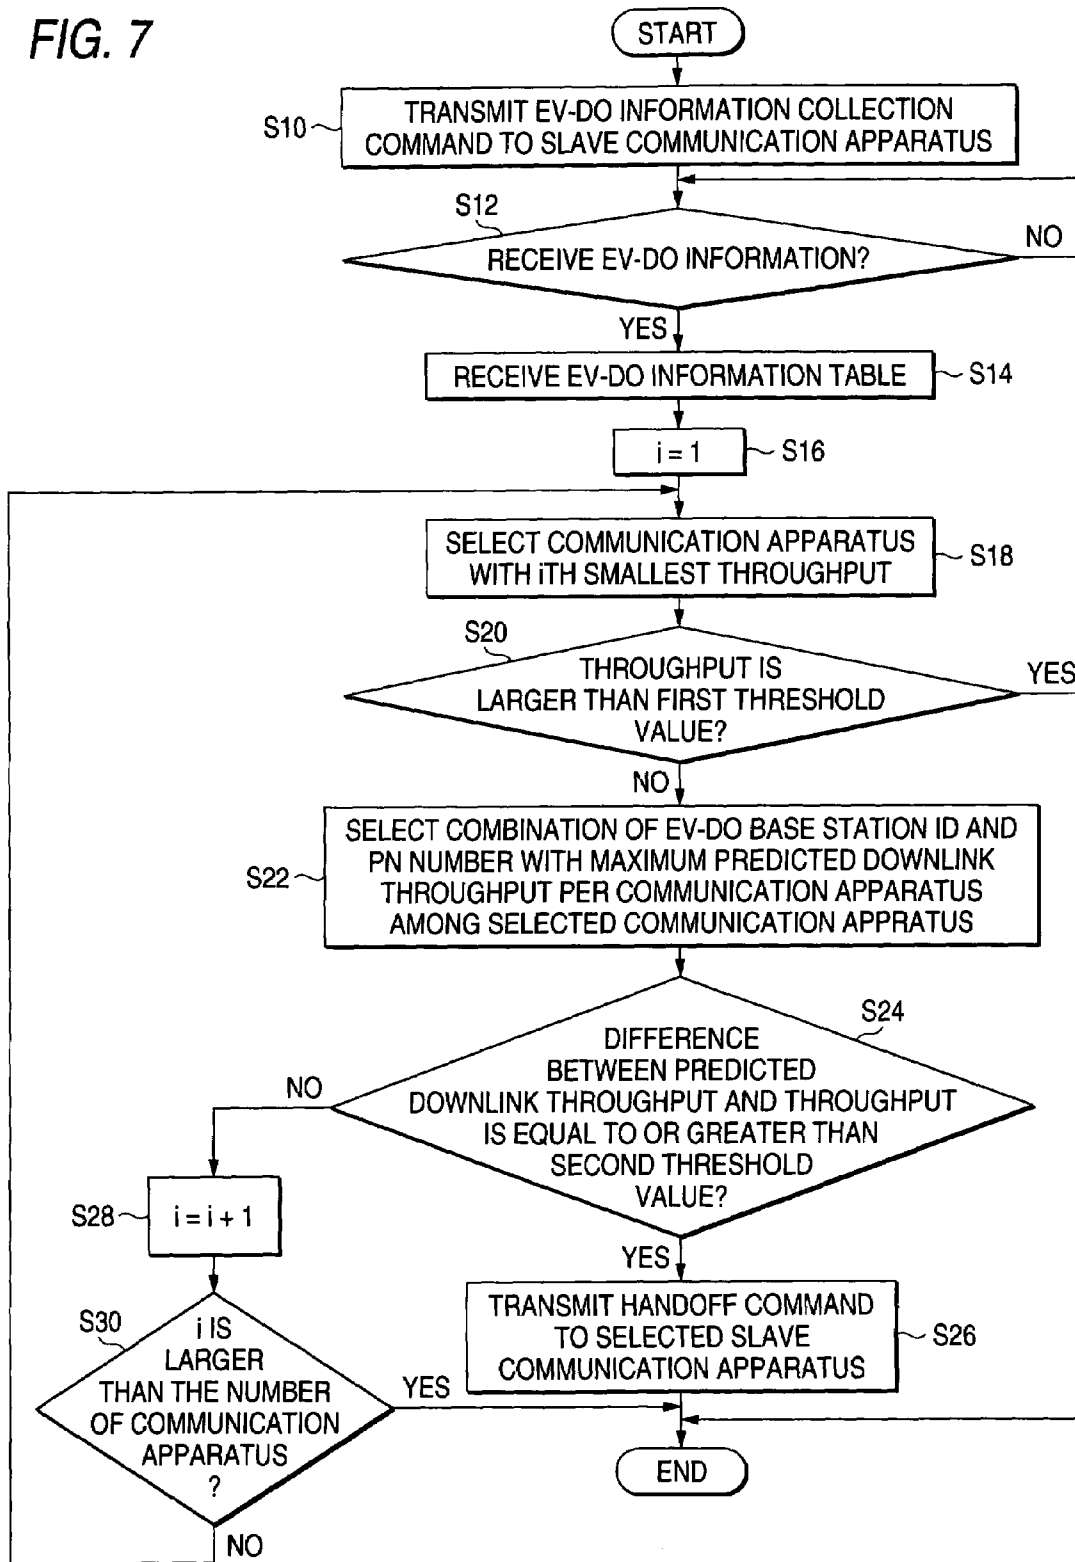 FIG. 7
START
S10
TRANSMIT EV-DO INFORMATION COLLECTION
COMMAND TO SLAVE COMMUNICATION APPARATUS
S12
RECEIVE EV-DO INFORMATION?
NO
YES
RECEIVE EV-DO INFORMATION TABLE
S14
i = 1
S16
SELECT COMMUNICATION APPARATUS
WITH iTH SMALLEST THROUGHPUT
S18
S20
THROUGHPUT IS
LARGER THAN FIRST THRESHOLD
VALUE?
YES
NO
S22
SELECT COMBINATION OF EV-DO BASE STATION ID AND
PN NUMBER WITH MAXIMUM PREDICTED DOWNLINK
THROUGHPUT PER COMMUNICATION APPARATUS
AMONG SELECTED COMMUNICATION APPRATUS
S24
DIFFERENCE
BETWEEN PREDICTED
DOWNLINK THROUGHPUT AND THROUGHPUT
IS EQUAL TO OR GREATER THAN
SECOND THRESHOLD
VALUE?
NO
YES
S28
i = i + 1
TRANSMIT HANDOFF COMMAND
TO SELECTED SLAVE
COMMUNICATION APPARATUS
S26
S30
i IS
LARGER
THAN THE NUMBER
OF COMMUNICATION
APPARATUS
?
YES
NO
END